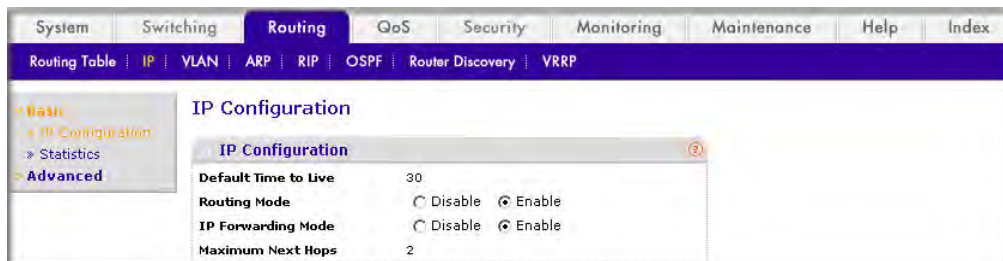 System Switching Routing QoS Security Monitoring Maintenance Help Index
Routing Table IP VLAN ARP RIP OSPF Router Discovery VRRP
Basic
» IP Configuration
» Statistics
Advanced
IP Configuration
IP Configuration ?
Default Time to Live 30
Routing Mode Disable Enable
IP Forwarding Mode Disable Enable
Maximum Next Hops 2